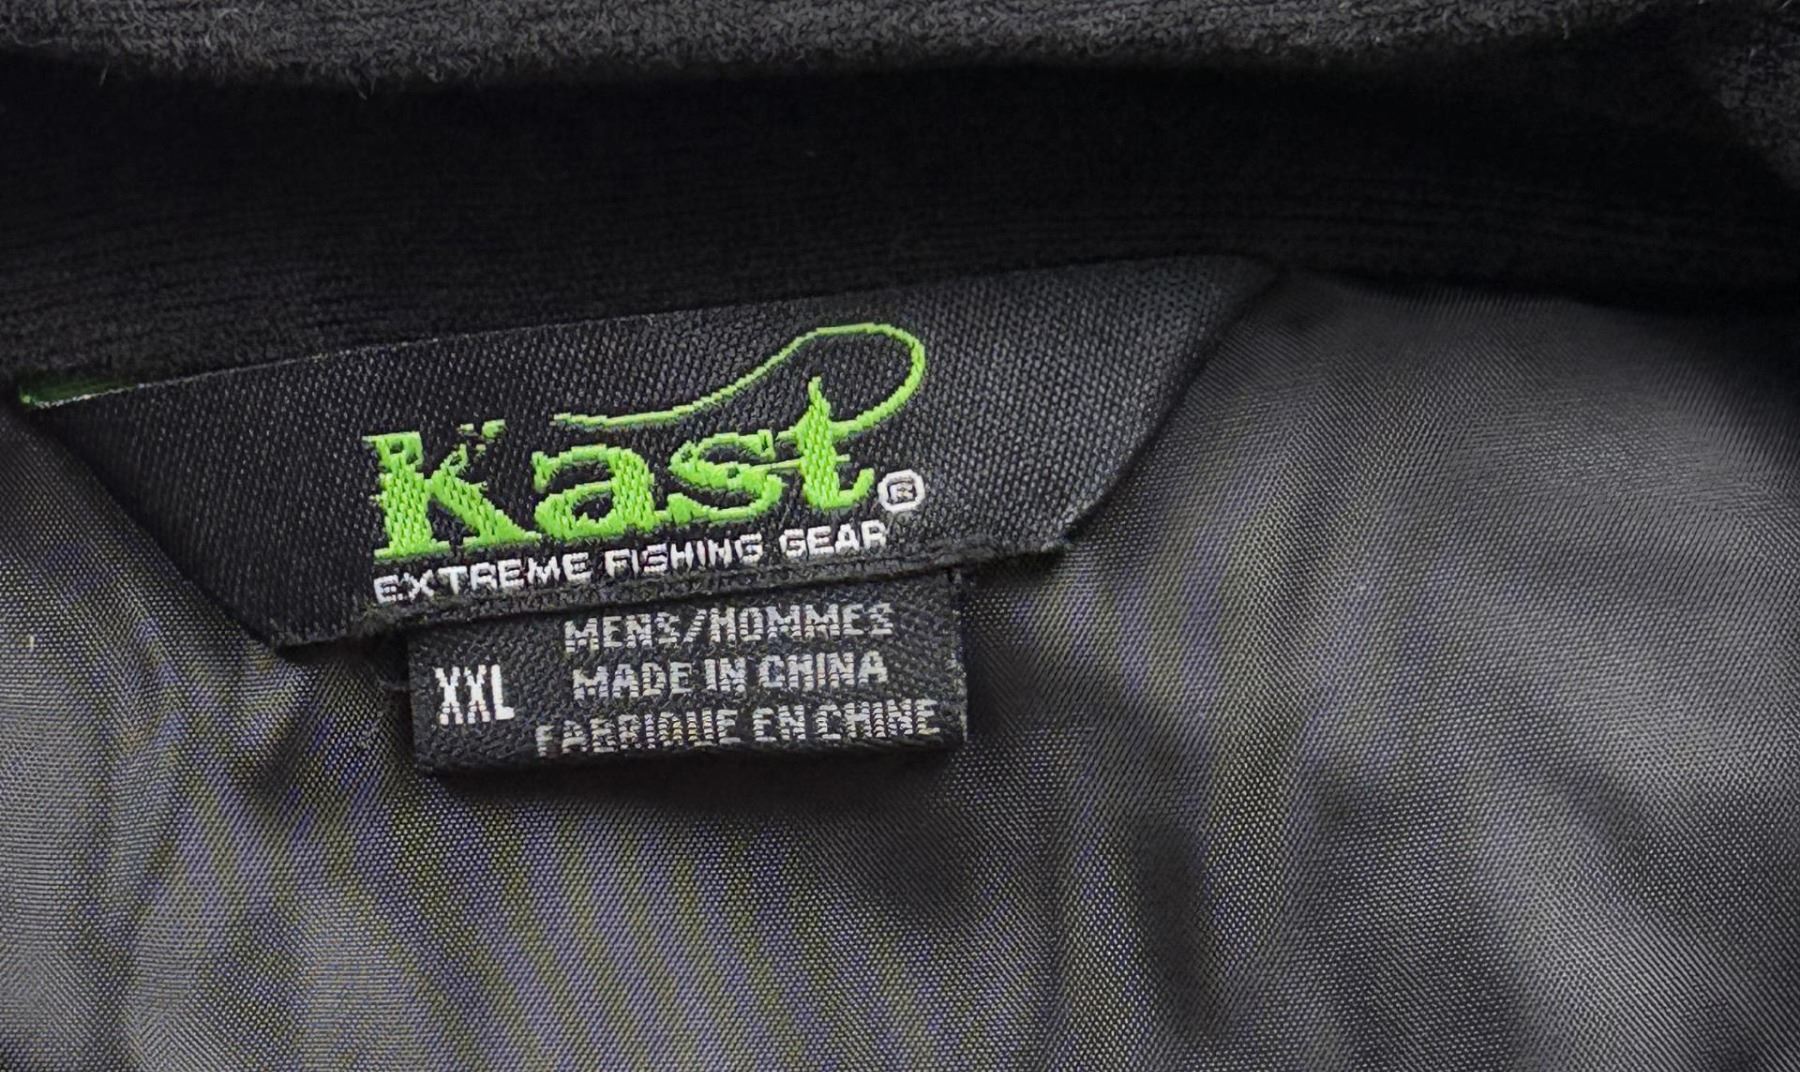 Kast®
EXTREME FISHING GEAR
XXL
MENS/HOMMES
MADE IN CHINA
FABRIQUE EN CHINE